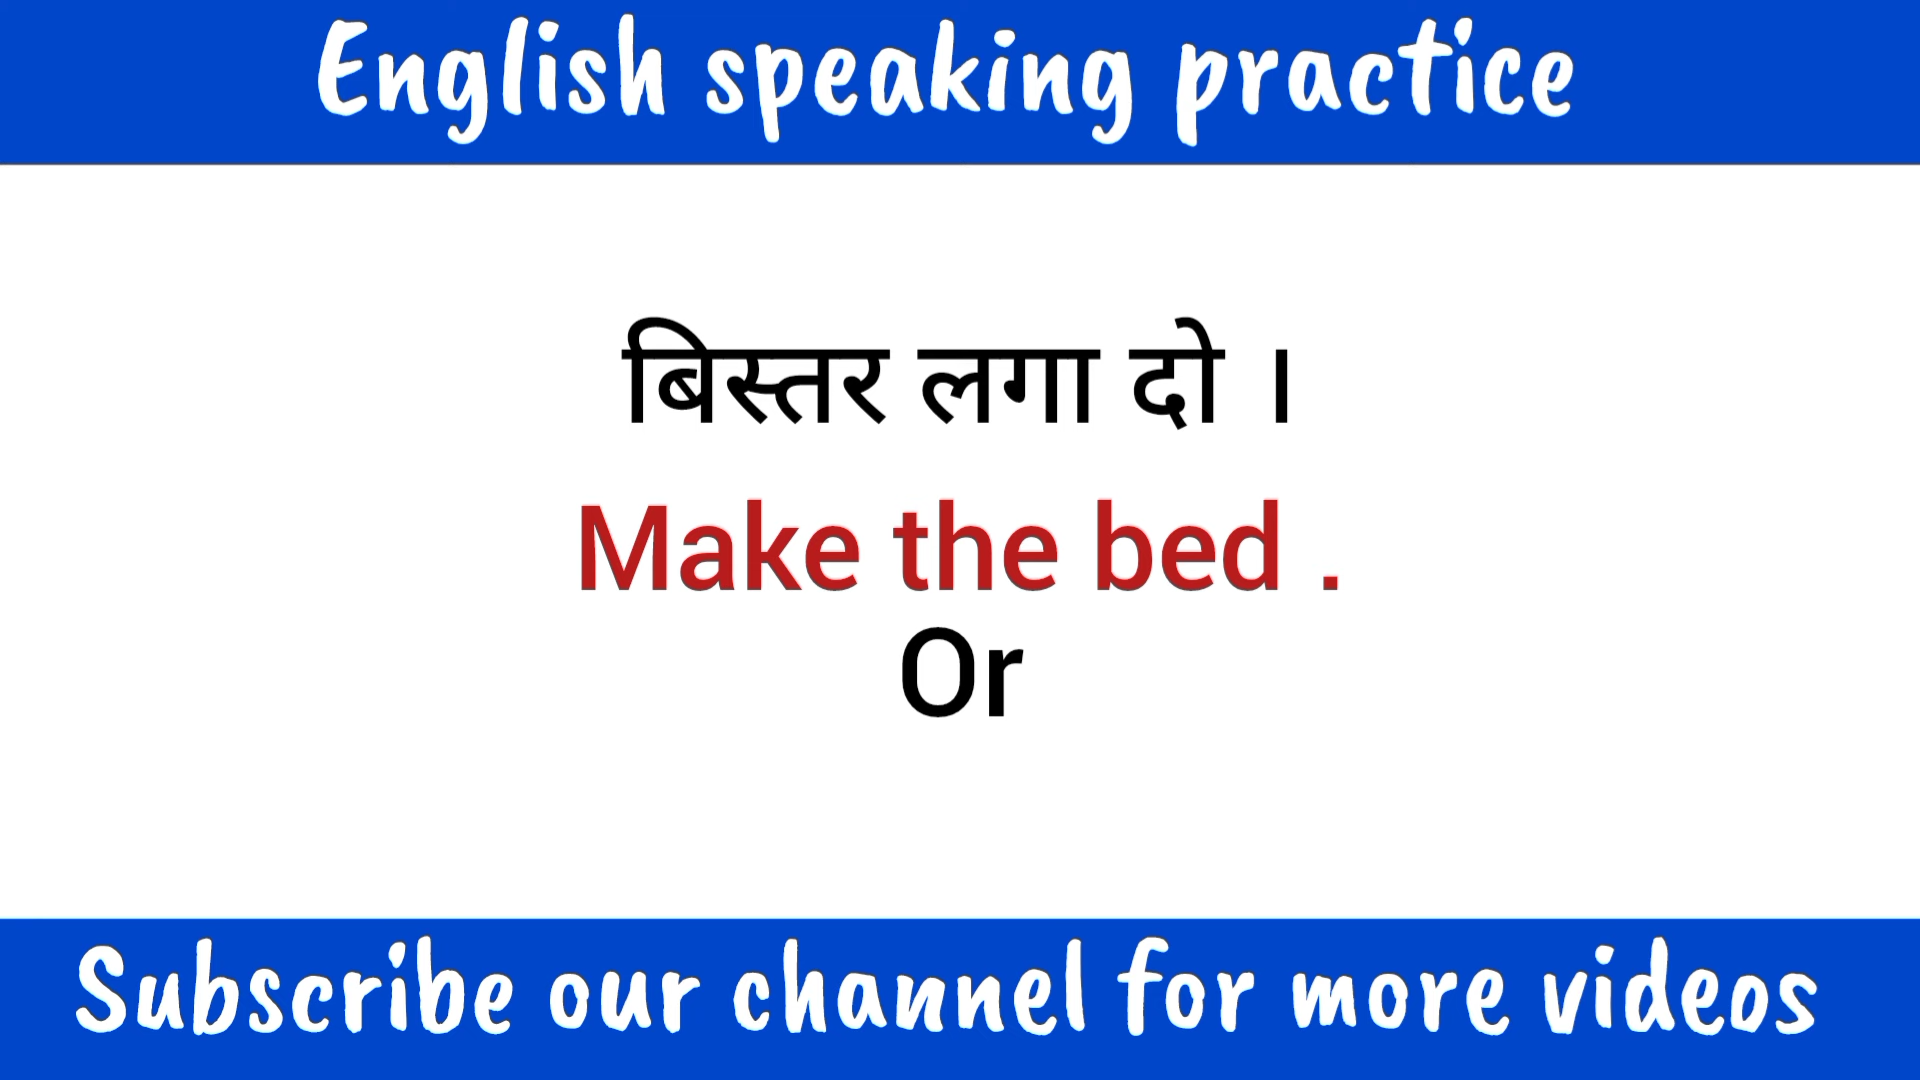 English speaking practice
बिस्तर लगा दो ।
Make the bed .
Or
Subscribe our channel for more videos